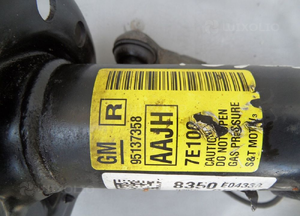 GM
R
95137358
AAJH
7E10
CAUTION
DO NOT OPEN
GAS PRESSURE
S&T MOTIV
8350